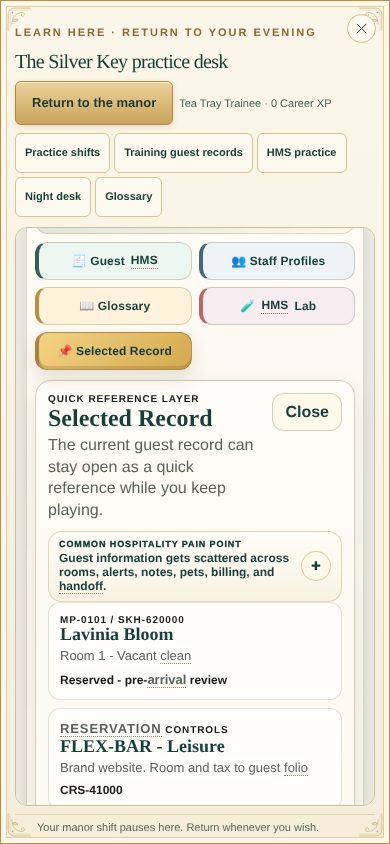 LEARN HERE · RETURN TO YOUR EVENING
The Silver Key practice desk
Return to the manor
Tea Tray Trainee · 0 Career XP
Practice shifts
Training guest records
HMS practice
Night desk
Glossary
Guest HMS
Staff Profiles
Glossary
HMS Lab
Selected Record
QUICK REFERENCE LAYER
Selected Record
Close
The current guest record can
stay open as a quick
reference while you keep
playing.
COMMON HOSPITALITY PAIN POINT
Guest information gets scattered across
rooms, alerts, notes, pets, billing, and
handoff.
MP-0101 / SKH-620000
Lavinia Bloom
Room 1 - Vacant clean
Reserved - pre-arrival review
RESERVATION CONTROLS
FLEX-BAR - Leisure
Brand website. Room and tax to guest folio
CRS-41000
Your manor shift pauses here. Return whenever you wish.